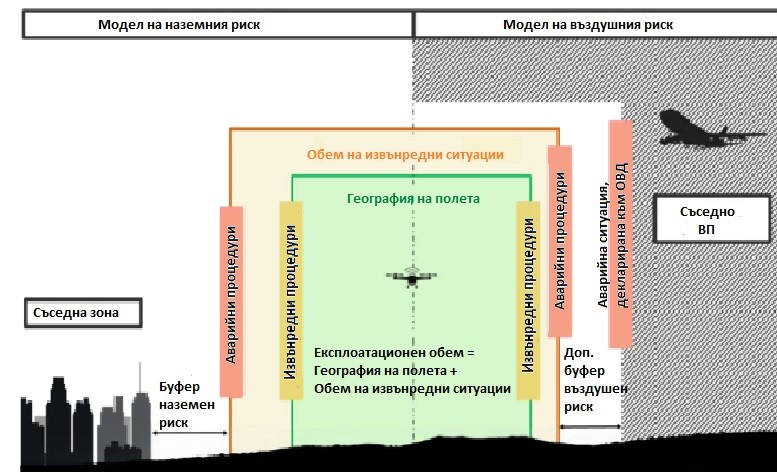 Модел на наземния риск
Модел на въздушния риск
Обем на извънредни ситуации
География на полета
Аварийни процедури
Извънредни процедури
Извънредни процедури
Аварийни процедури
Аварийна ситуация,
декларирана към ОВД
Съседно
ВП
Съседна зона
Експлоатационен обем =
География на полета +
Обем на извънредни ситуации
Буфер
наземен
риск
Доп.
буфер
въздушен
риск